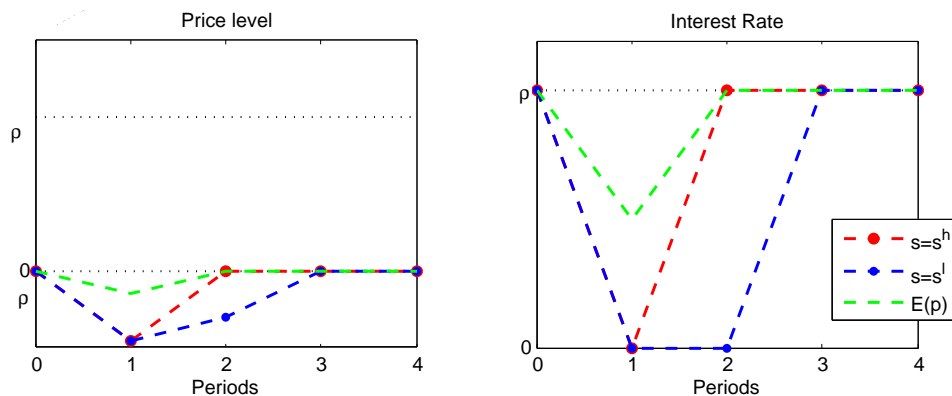 Price level
ρ
0
ρ
0 1 2 3 4
Periods
Interest Rate
ρ
0
0 1 2 3 4
Periods
s=s^h
s=s^l
E(p)